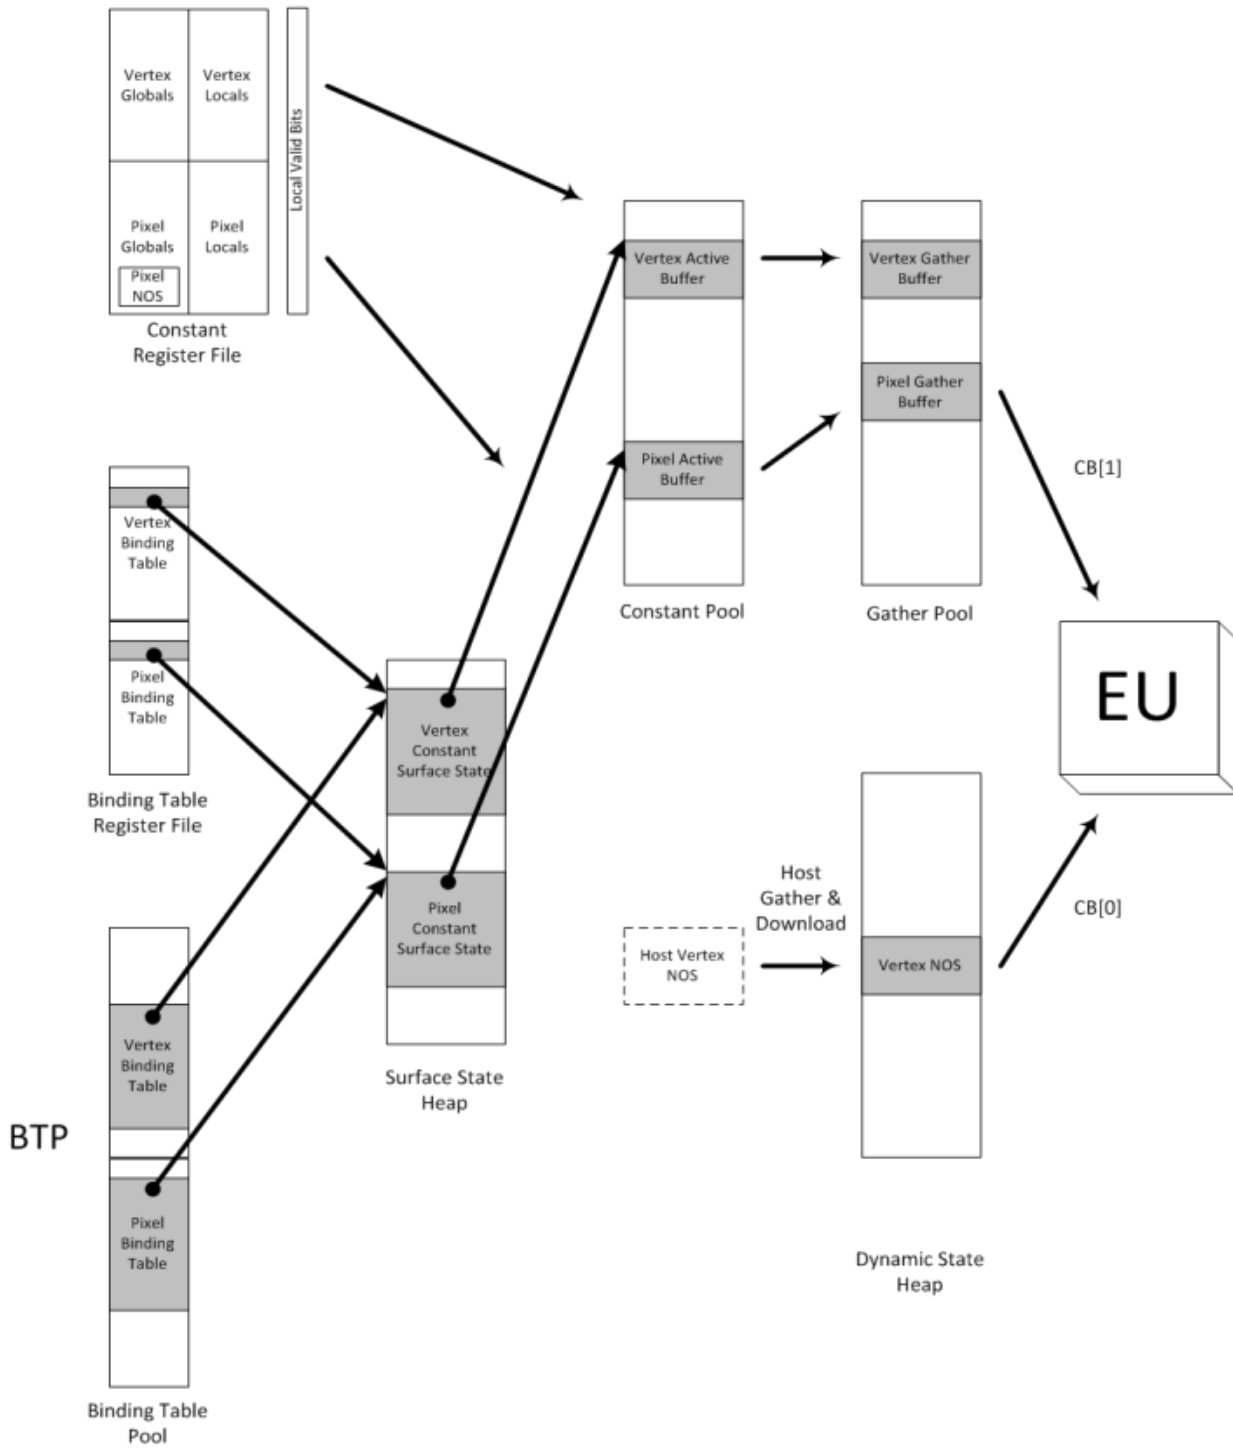 Vertex
Globals
Vertex
Locals
Pixel
Globals
Pixel
NOS
Pixel
Locals
Local Valid Bits
Constant
Register File
Vertex Active
Buffer
Pixel Active
Buffer
Constant Pool
Vertex Gather
Buffer
Pixel Gather
Buffer
Gather Pool
CB[1]
EU
Vertex
Binding
Table
Pixel
Binding
Table
Binding Table
Register File
Vertex
Constant
Surface State
Pixel
Constant
Surface State
Surface State
Heap
Host
Gather &
Download
Host Vertex
NOS
Vertex NOS
CB[0]
Dynamic State
Heap
BTP
Vertex
Binding
Table
Pixel
Binding
Table
Binding Table
Pool